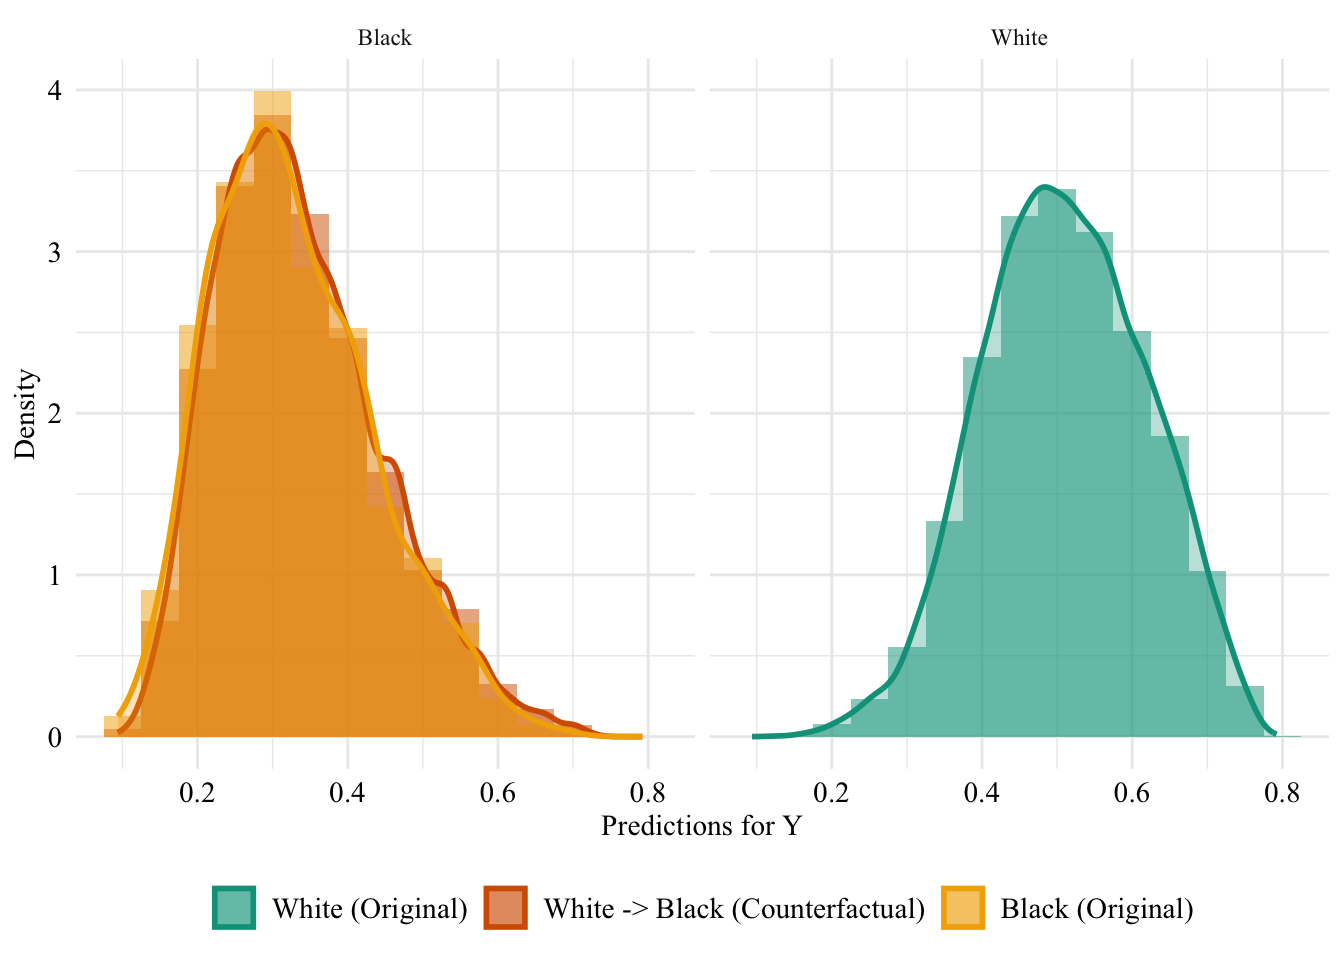 Black
White
4
3
2
1
0
Density
0.2 0.4 0.6 0.8
0.2 0.4 0.6 0.8
Predictions for Y
White (Original)
White -> Black (Counterfactual)
Black (Original)